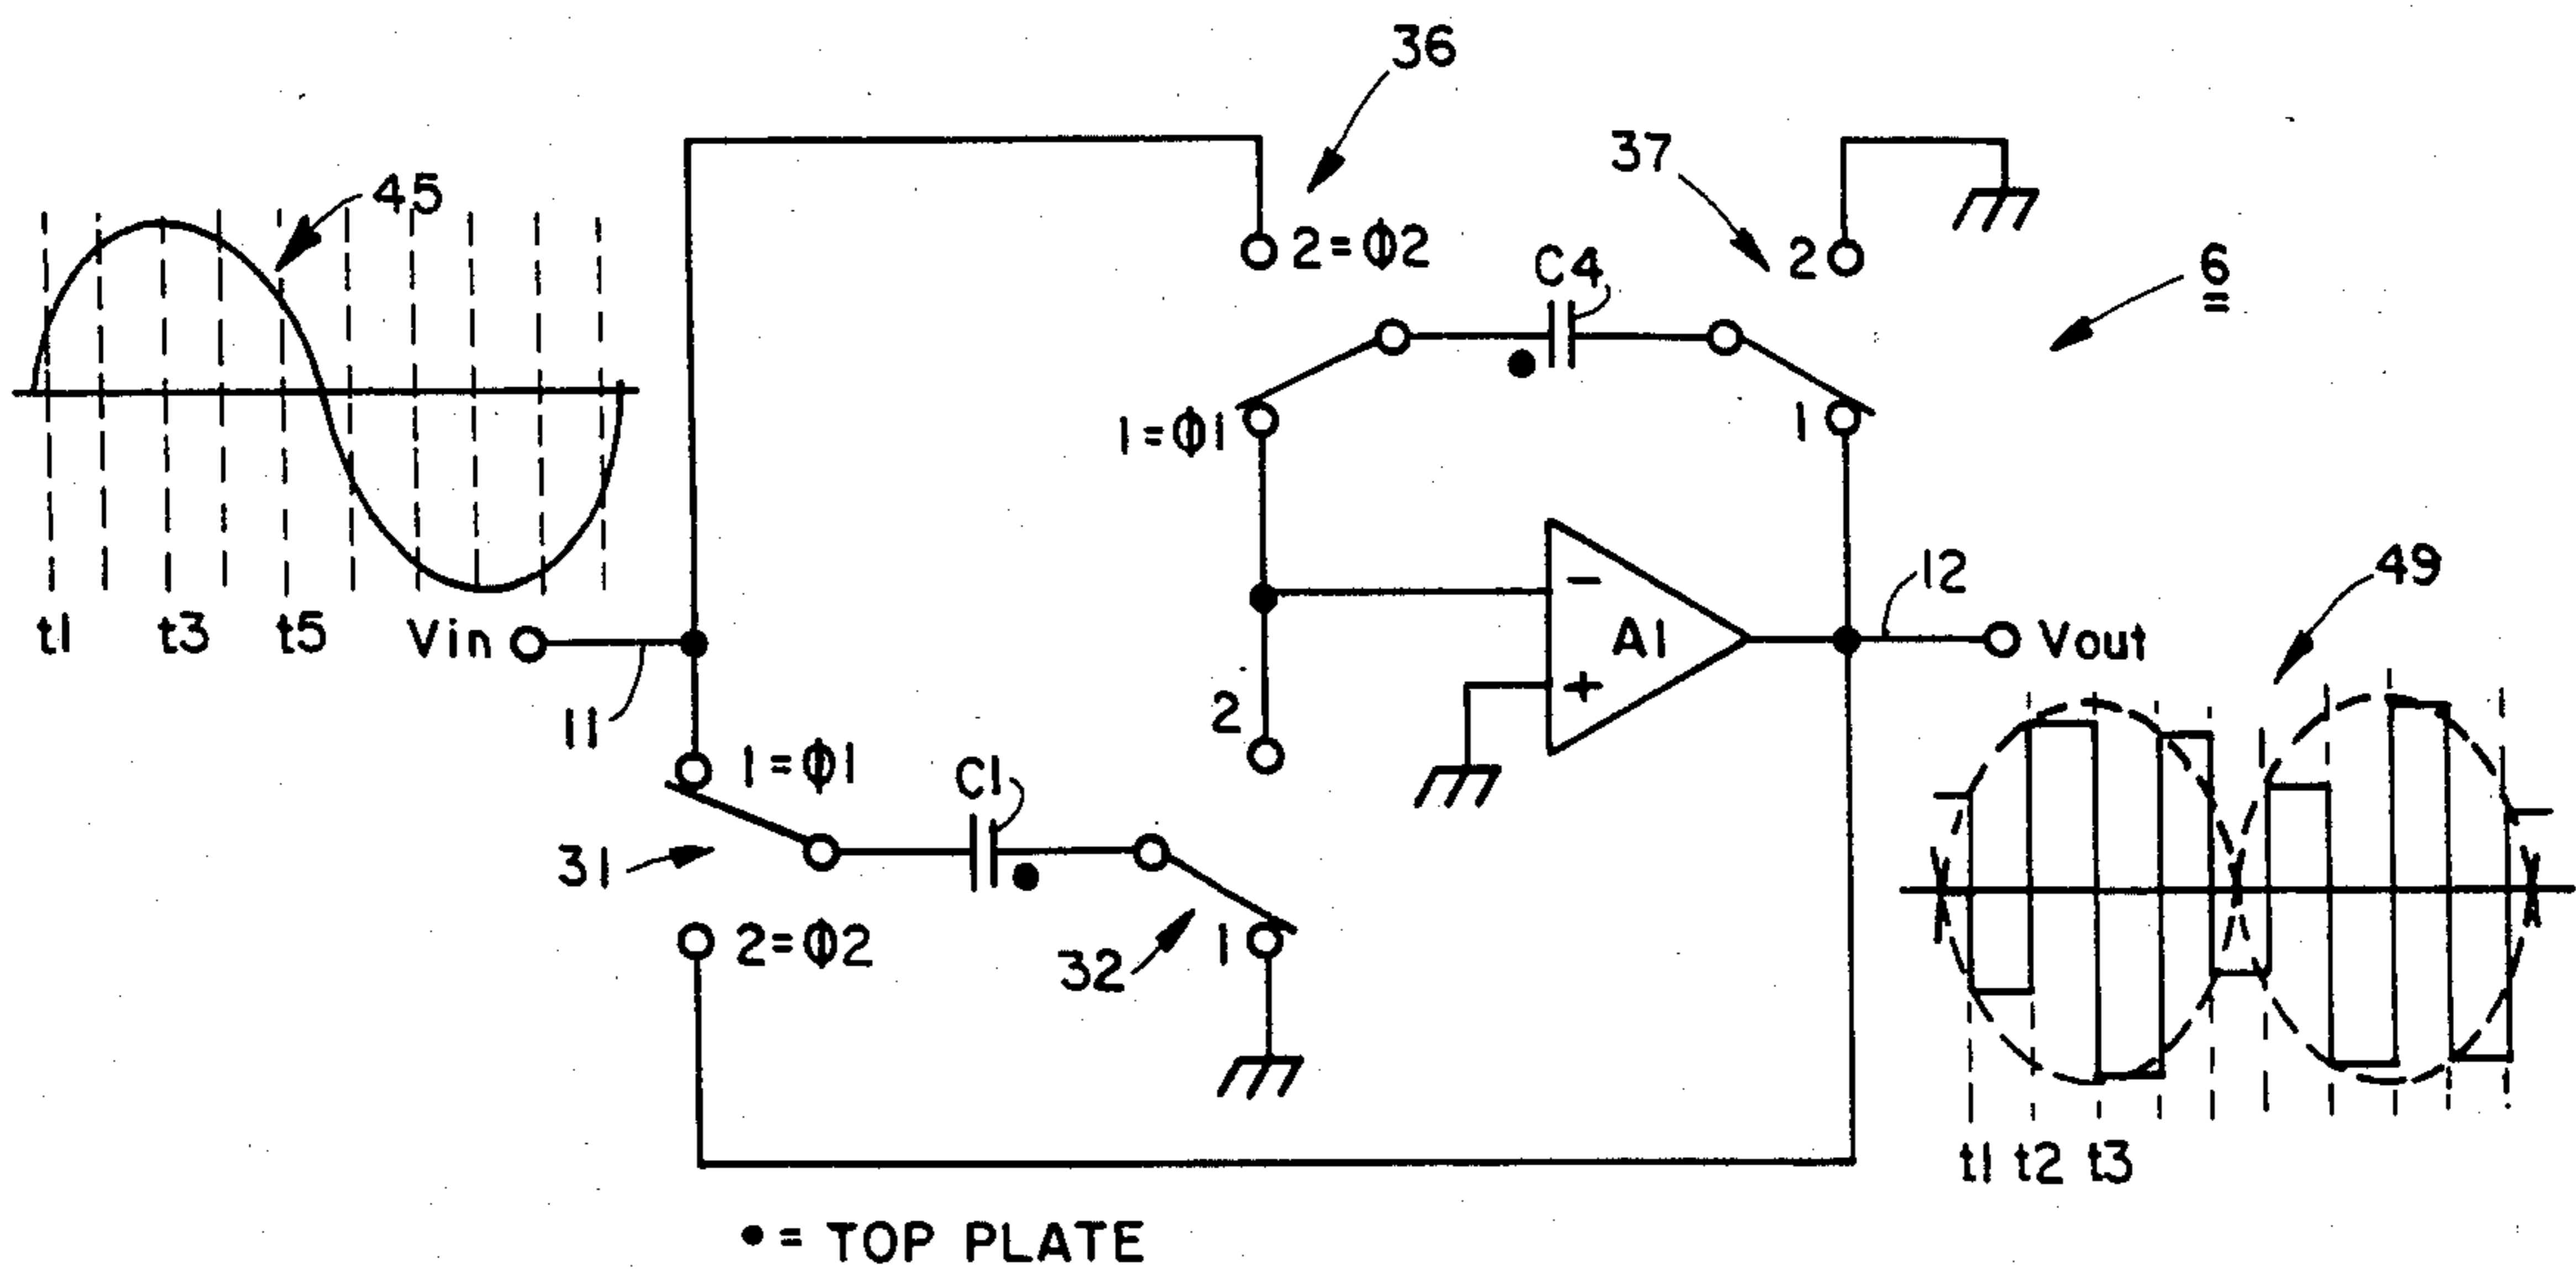 36
37
45
2=Φ2
2
6
C4
1=Φ1
1
A1
−
+
12
49
t1 t3 t5
Vin
Vout
11
2
1=Φ1
C1
31
32
1
2=Φ2
t1 t2 t3
• = TOP PLATE